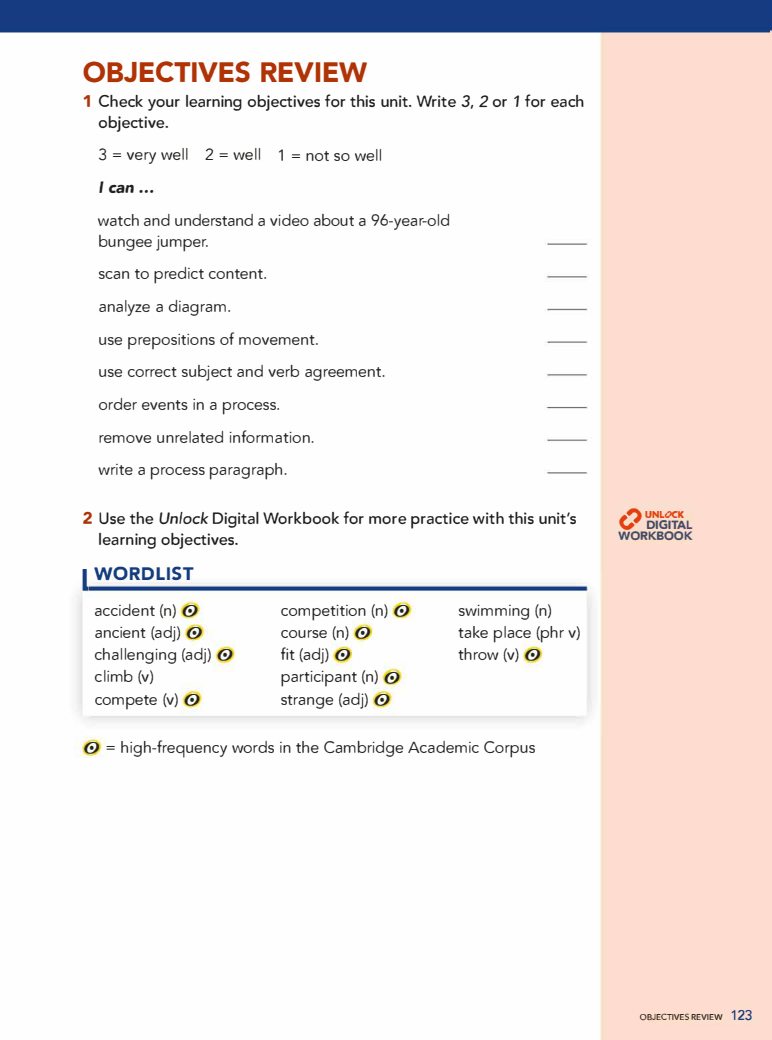 OBJECTIVES REVIEW
1 Check your learning objectives for this unit. Write 3, 2 or 1 for each
objective.
3 = very well 2 = well 1 = not so well
I can ...
watch and understand a video about a 96-year-old
bungee jumper.
scan to predict content.
analyze a diagram.
use prepositions of movement.
use correct subject and verb agreement.
order events in a process.
remove unrelated information.
write a process paragraph.
2 Use the Unlock Digital Workbook for more practice with this unit's
learning objectives.
UNLOCK
DIGITAL
WORKBOOK
WORDLIST
accident (n)
ancient (adj)
challenging (adj)
climb (v)
compete (v)
competition (n)
course (n)
fit (adj)
participant (n)
strange (adj)
swimming (n)
take place (phr v)
throw (v)
= high-frequency words in the Cambridge Academic Corpus
OBJECTIVES REVIEW 123